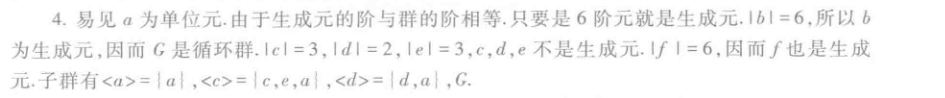 4. 易见 a 为单位元.由于生成元的阶与群的阶相等.只要是 6 阶元就是生成元.|b|=6,所以 b
为生成元,因而 G 是循环群.|c|=3,|d|=2,|e|=3,c,d,e 不是生成元.|f|=6,因而 f 也是生成
元.子群有<a>={a},<c>={c,e,a},<d>={d,a},G.